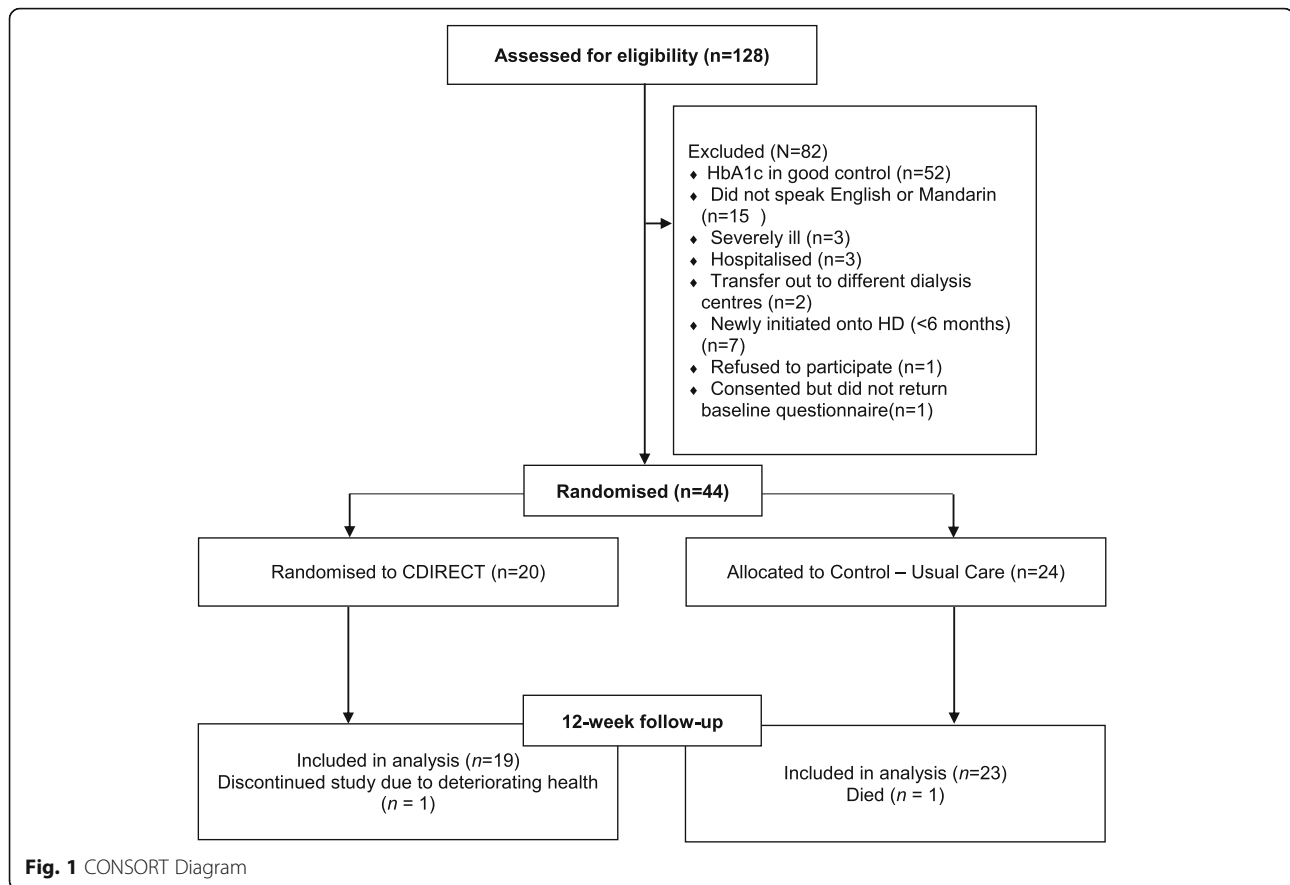 Assessed for eligibility (n=128)
Excluded (N=82)
♦ HbA1c in good control (n=52)
♦ Did not speak English or Mandarin
(n=15 )
♦ Severely ill (n=3)
♦ Hospitalised (n=3)
♦ Transfer out to different dialysis
centres (n=2)
♦ Newly initiated onto HD (<6 months)
(n=7)
♦ Refused to participate (n=1)
♦ Consented but did not return
baseline questionnaire(n=1)
Randomised (n=44)
Randomised to CDIRECT (n=20)
Allocated to Control – Usual Care (n=24)
12-week follow-up
Included in analysis (n=19)
Discontinued study due to deteriorating health
(n = 1)
Included in analysis (n=23)
Died (n = 1)
Fig. 1 CONSORT Diagram